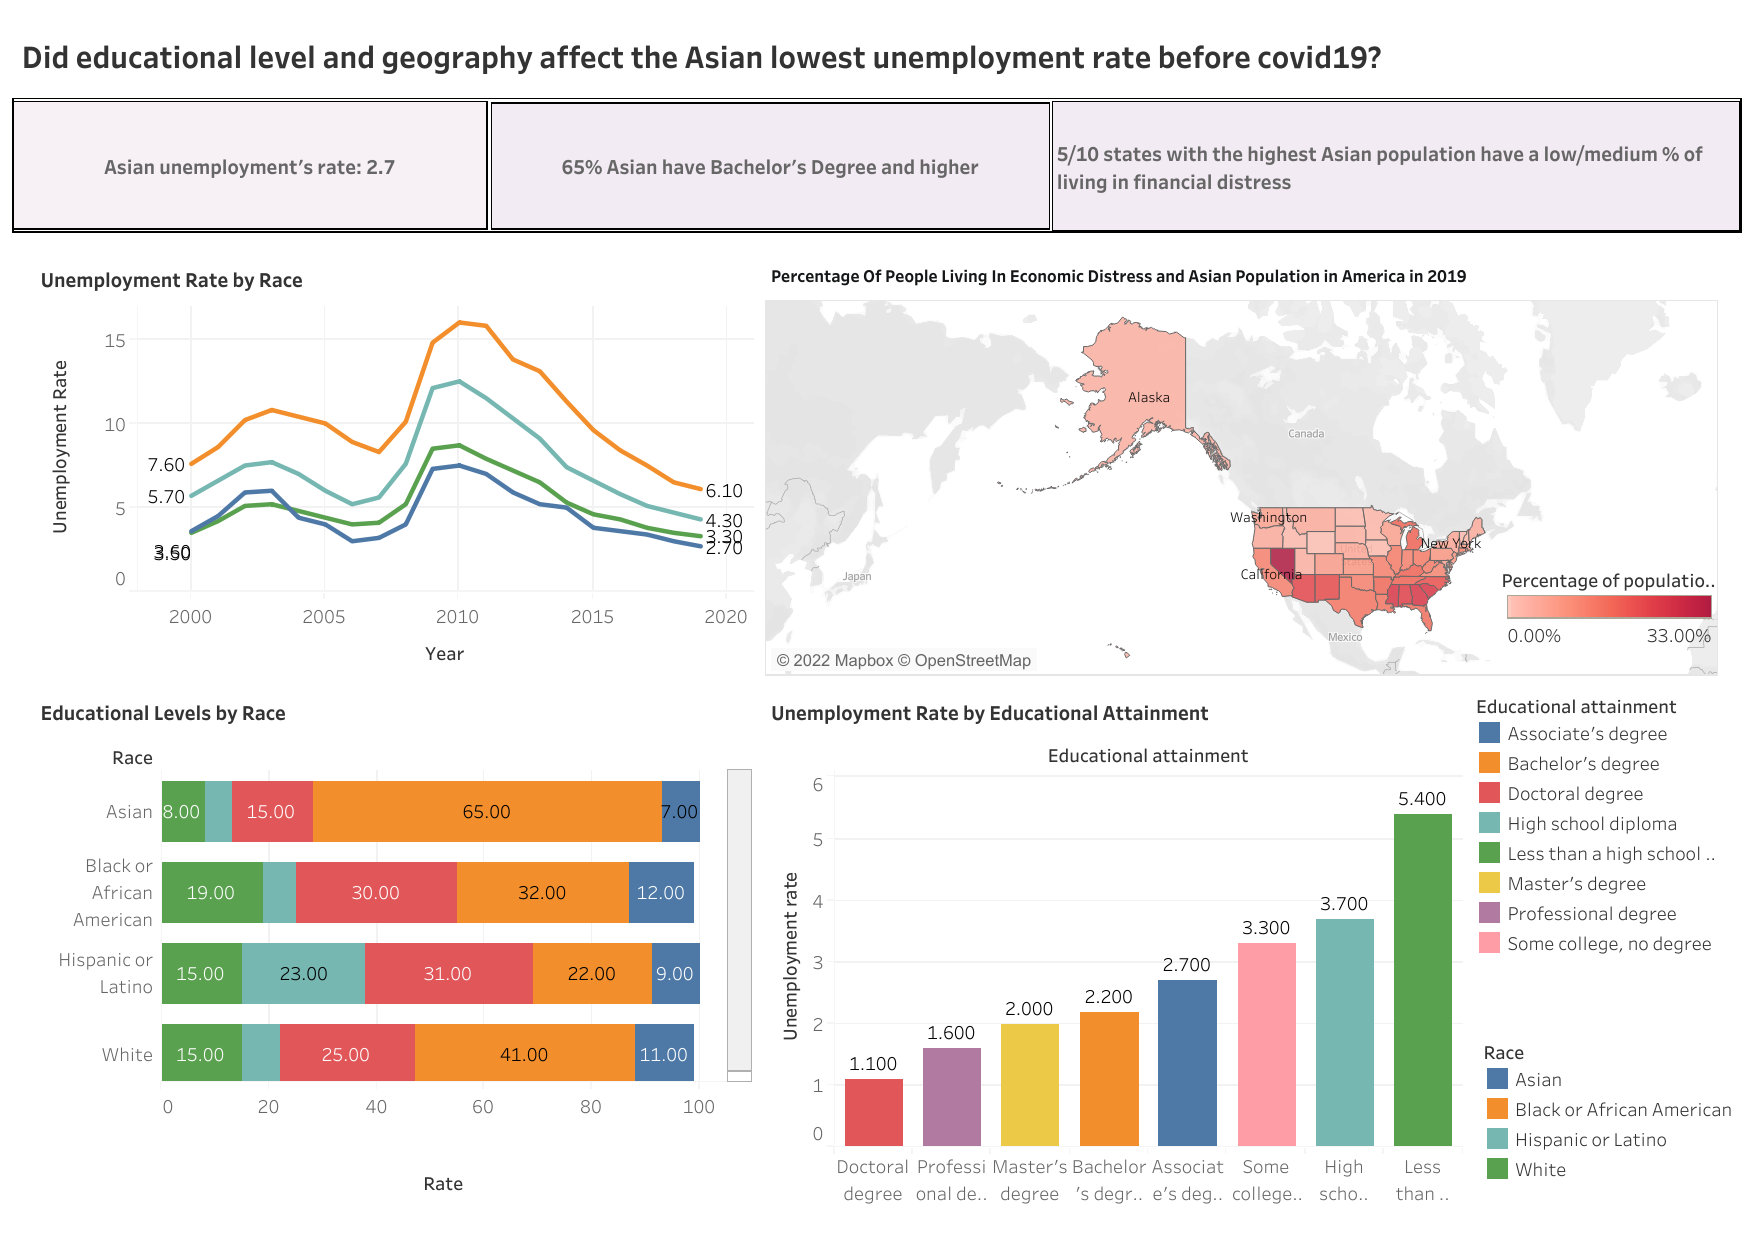 Did educational level and geography affect the Asian lowest unemployment rate before covid19?
Asian unemployment's rate: 2.7
65% Asian have Bachelor's Degree and higher
5/10 states with the highest Asian population have a low/medium % of
living in financial distress
Unemployment Rate by Race
Unemployment Rate
15
10
5
0
7.60
5.70
3.60
3.50
6.10
4.30
3.30
2.70
2000
2005
2010
2015
2020
Year
Percentage Of People Living In Economic Distress and Asian Population in America in 2019
Alaska
Canada
Washington
New York
California
Japan
Mexico
Percentage of populatio..
0.00%
33.00%
© 2022 Mapbox © OpenStreetMap
Educational Levels by Race
Race
Asian
8.00
15.00
65.00
7.00
Black or
African
American
19.00
30.00
32.00
12.00
Hispanic or
Latino
15.00
23.00
31.00
22.00
9.00
White
15.00
25.00
41.00
11.00
0
20
40
60
80
100
Rate
Unemployment Rate by Educational Attainment
Educational attainment
Unemployment rate
6
5
4
3
2
1
0
1.100
1.600
2.000
2.200
2.700
3.300
3.700
5.400
Doctoral
degree
Professi
onal de..
Master's
degree
Bachelor
's degr..
Associat
e's deg..
Some
college..
High
scho..
Less
than ..
Educational attainment
Associate's degree
Bachelor's degree
Doctoral degree
High school diploma
Less than a high school ..
Master's degree
Professional degree
Some college, no degree
Race
Asian
Black or African American
Hispanic or Latino
White